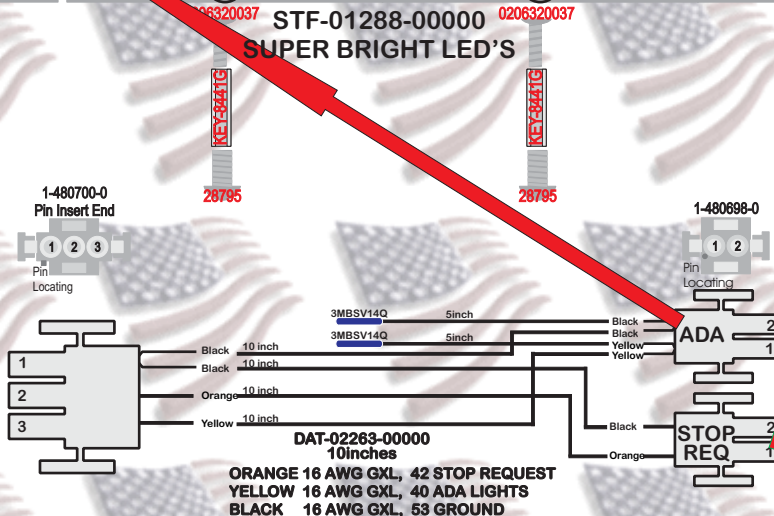 06320037
STF-01288-00000
0206320037
SUPER BRIGHT LED'S
KEY-8441G
KEY-8441G
28795
28795
1-480700-0
Pin Insert End
1 2 3
Pin
Locating
1-480698-0
1 2
Pin
Locating
3MBSV14Q
5inch
Black
3MBSV14Q
5inch
Black
Yellow
Yellow
ADA
2
1
1
2
3
Black 10 inch
Black 10 inch
Orange 10 inch
Yellow 10 inch
Black
Orange
STOP
REQ
2
1
DAT-02263-00000
10inches
ORANGE 16 AWG GXL, 42 STOP REQUEST
YELLOW 16 AWG GXL, 40 ADA LIGHTS
BLACK 16 AWG GXL, 53 GROUND